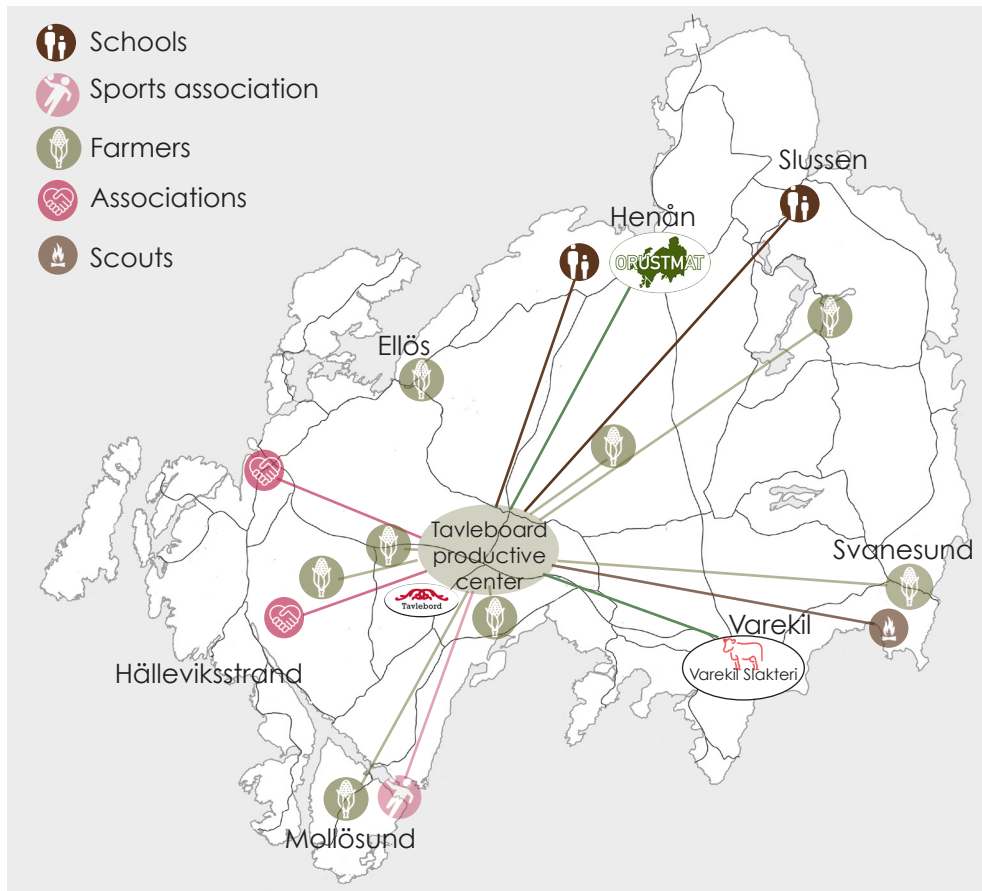 Schools
Sports association
Farmers
Associations
Scouts
Slussen
Henån
ORUSTMAT
Ellös
Tavleboard
productive
center
Tavlebord
Svanesund
Varekil
Varekil Slakteri
Hälleviksstrand
Mollösund